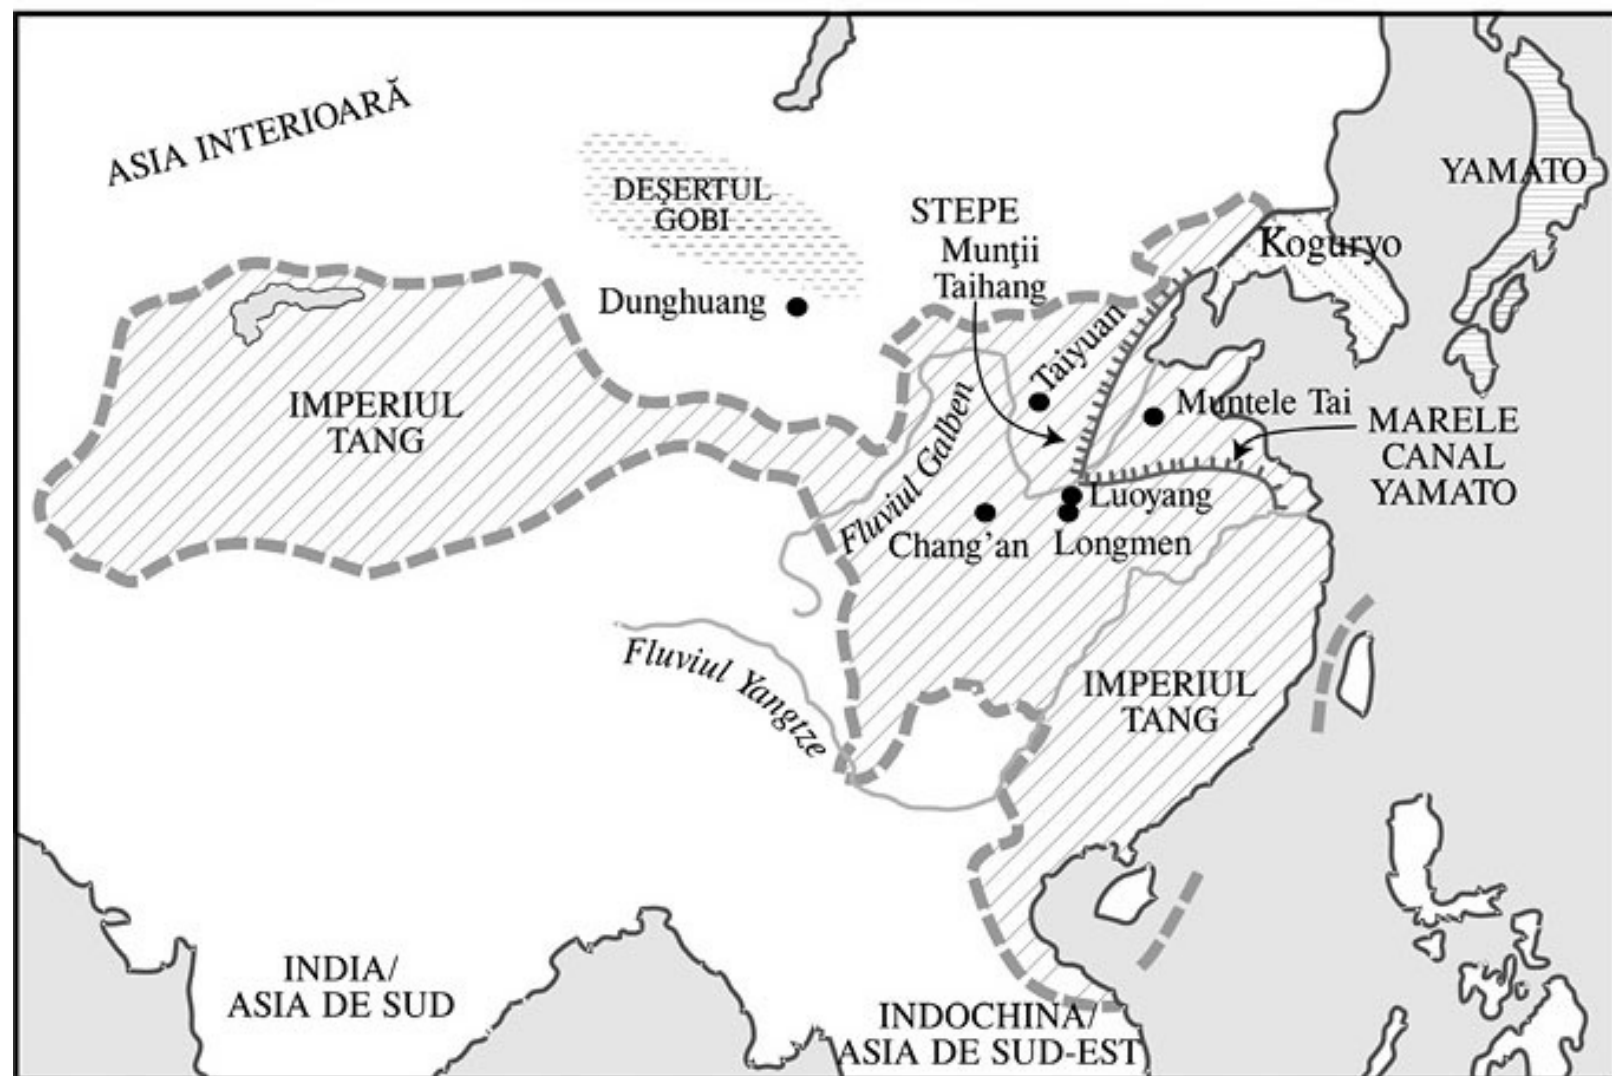 ASIA INTERIOARĂ
DEŞERTUL
GOBI
YAMATO
STEPE
Munţii
Taihang
Koguryo
Dunghuang
Taiyuan
IMPERIUL
TANG
Fluviul Galben
Muntele Tai
MARELE
CANAL
YAMATO
Luoyang
Chang’an
Longmen
Fluviul Yangtze
IMPERIUL
TANG
INDIA/
ASIA DE SUD
INDOCHINA/
ASIA DE SUD-EST